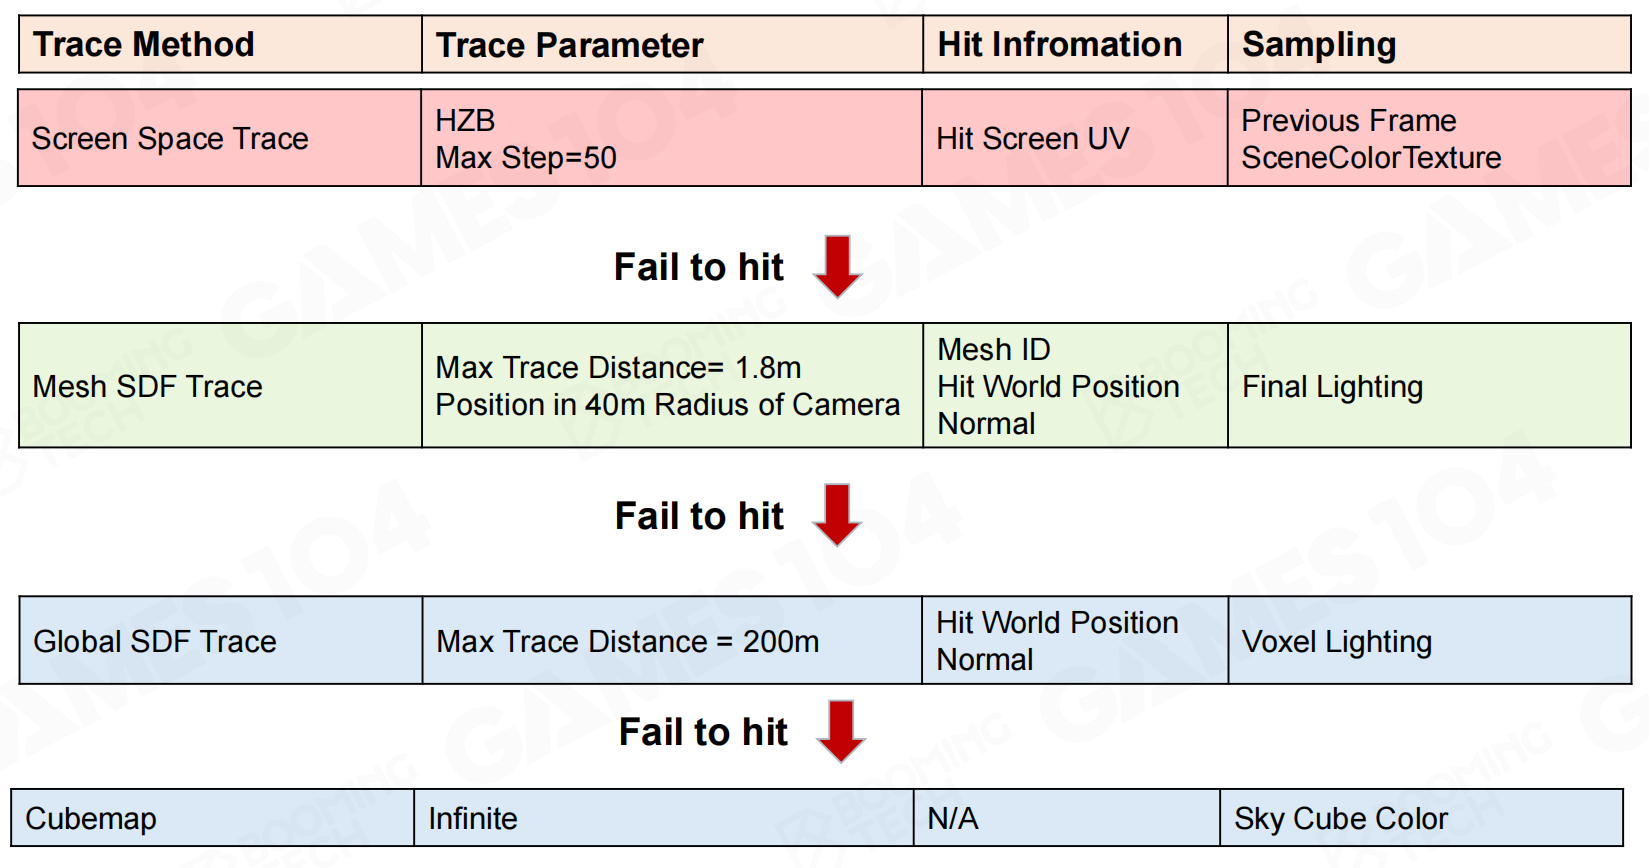 Trace Method
Trace Parameter
Hit Infromation
Sampling
Screen Space Trace
HZB
Max Step=50
Hit Screen UV
Previous Frame
SceneColorTexture
Fail to hit
Mesh SDF Trace
Max Trace Distance= 1.8m
Position in 40m Radius of Camera
Mesh ID
Hit World Position
Normal
Final Lighting
Fail to hit
Global SDF Trace
Max Trace Distance = 200m
Hit World Position
Normal
Voxel Lighting
Fail to hit
Cubemap
Infinite
N/A
Sky Cube Color
GAMES104
BOOMING
TECH